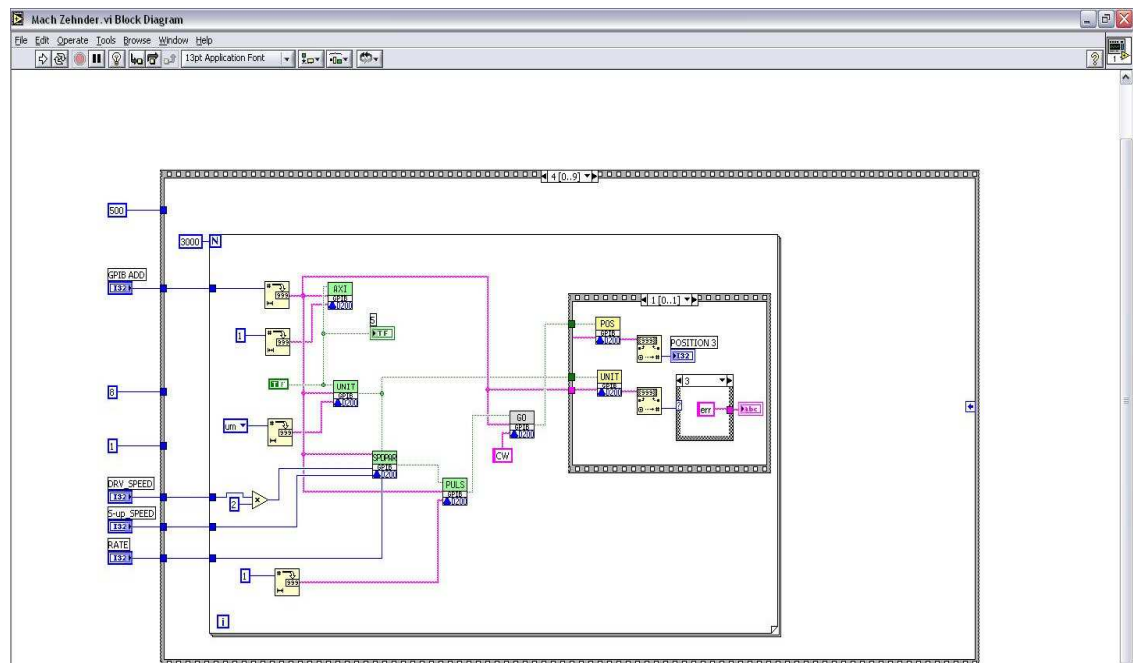 Mach Zehnder.vi Block Diagram
File Edit Operate Tools Browse Window Help
13pt Application Font
1
4 [0..9]
500
3000 N
GPIB ADD
I32
AXI
GPIB
1
5
TF
1 [0..1]
POS
GPIB
POSITION 3
I32
UNIT
GPIB
8
UNIT
GPIB
3
err
abc
um
GO
GPIB
CW
1
SPDPAR
GPIB
PULS
GPIB
DRV_SPEED
I32
2
x
S-up_SPEED
I32
RATE
I32
1
i